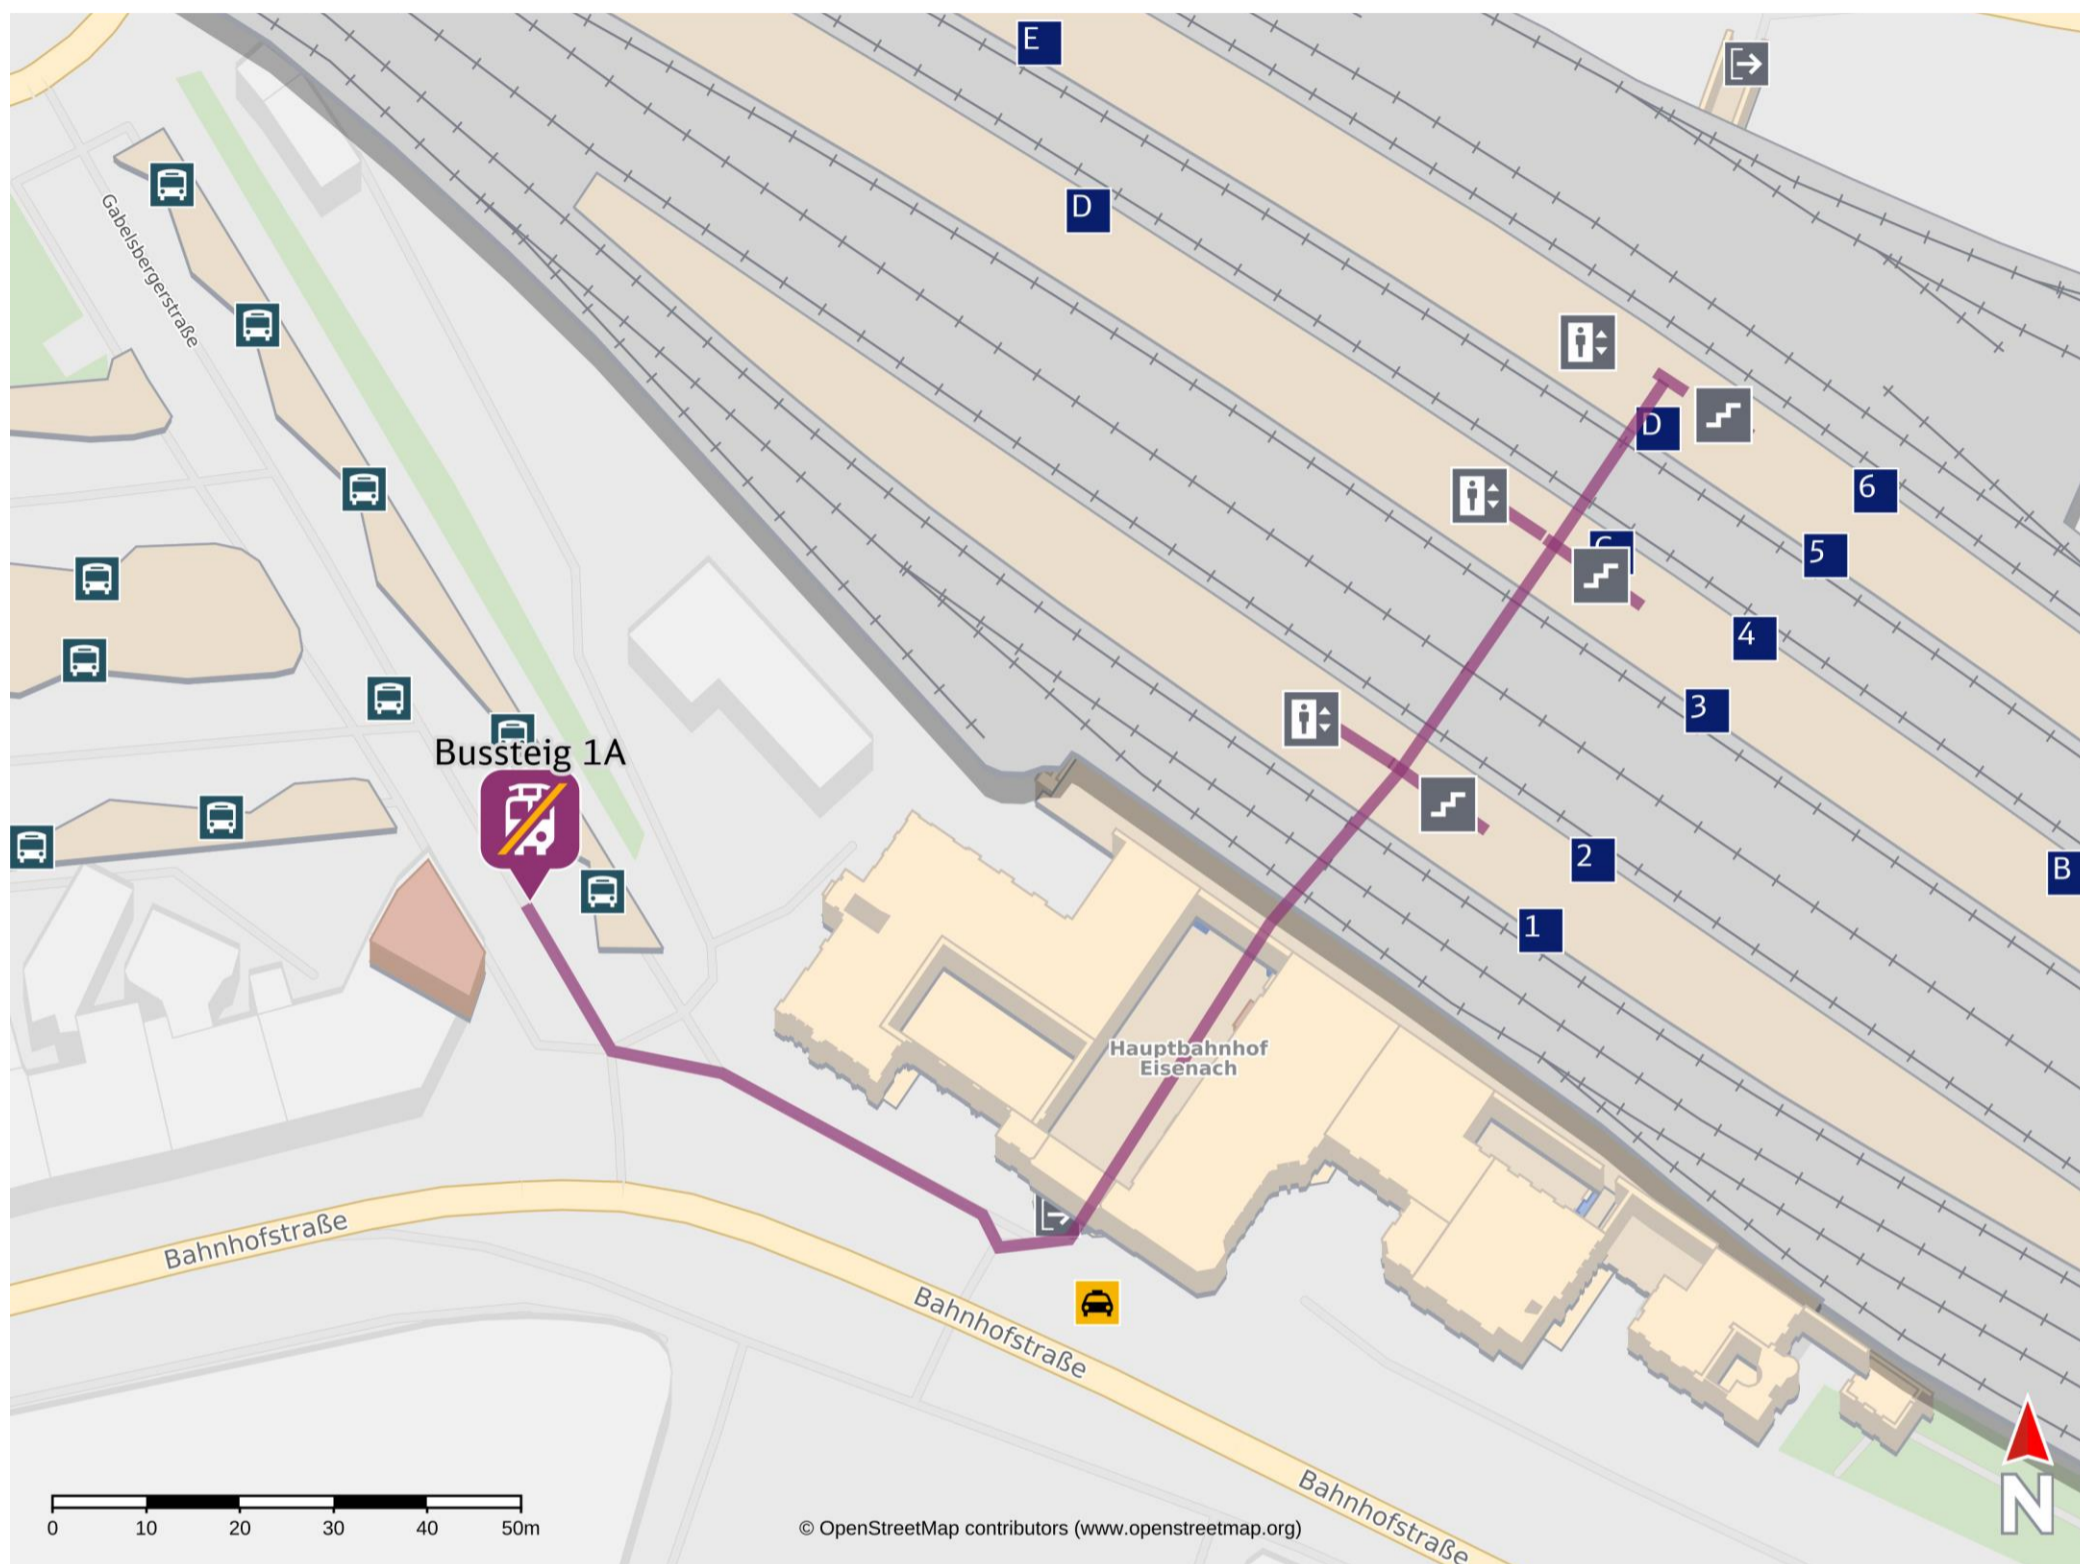 E
D
Gabelsbergerstraße
D
6
C
5
4
3
Bussteig 1A
2
B
1
Hauptbahnhof
Eisenach
Bahnhofstraße
Bahnhofstraße
Bahnhofstraße
N
0 10 20 30 40 50m
© OpenStreetMap contributors (www.openstreetmap.org)